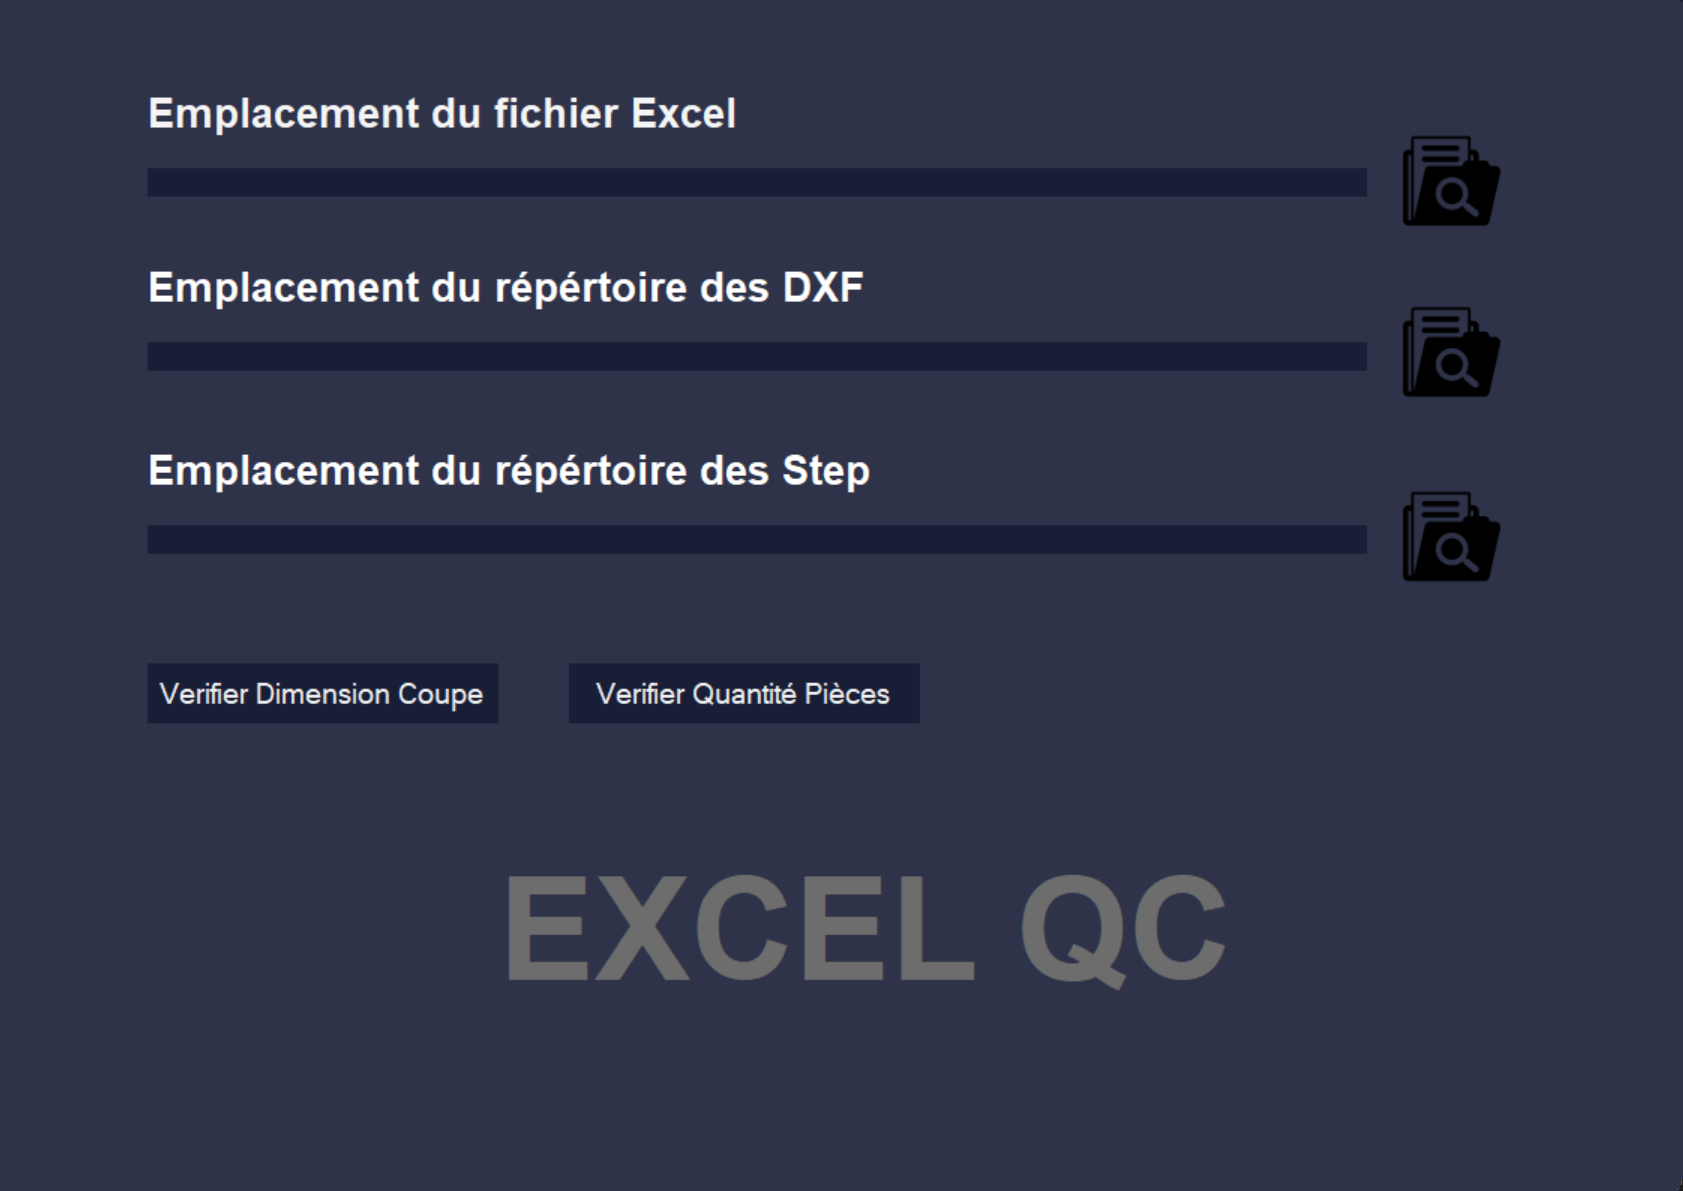 Emplacement du fichier Excel
Emplacement du répértoire des DXF
Emplacement du répértoire des Step
Verifier Dimension Coupe
Verifier Quantité Pièces
EXCEL QC